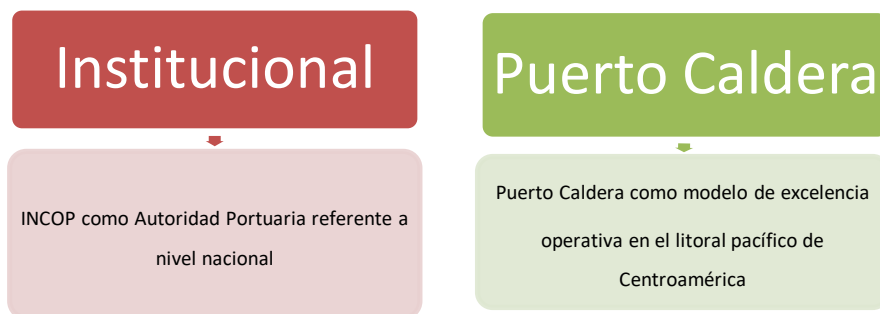 Institucional
INCOP como Autoridad Portuaria referente a
nivel nacional
Puerto Caldera
Puerto Caldera como modelo de excelencia
operativa en el litoral pacífico de
Centroamérica